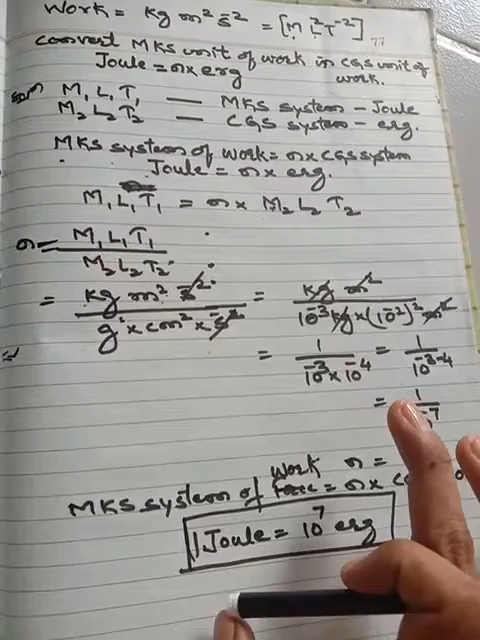 Work = kg m² s̄² = [M L² T⁻²]
convert MKS unit of work in CGS unit of work.
Joule = n x erg
Solⁿ M₁ L₁ T₁ — MKS system - Joule
M₂ L₂ T₂ — CGS system - erg.
MKS system of work = n x CGS system
Joule = n x erg.
M₁ L₁ T₁ = n x M₂ L₂ T₂
n = M₁ L₁ T₁ / M₂ L₂ T₂
= kg m² s̄² / g x cm² x s̄² = kg m² / 10⁻³ kg x (10⁻²)² m²
= 1 / 10⁻³ x 10⁻⁴ = 1 / 10⁻³⁻⁴
= 1 / ⁻⁷
n =
MKS system of work = n x
1 Joule = 10⁷ erg